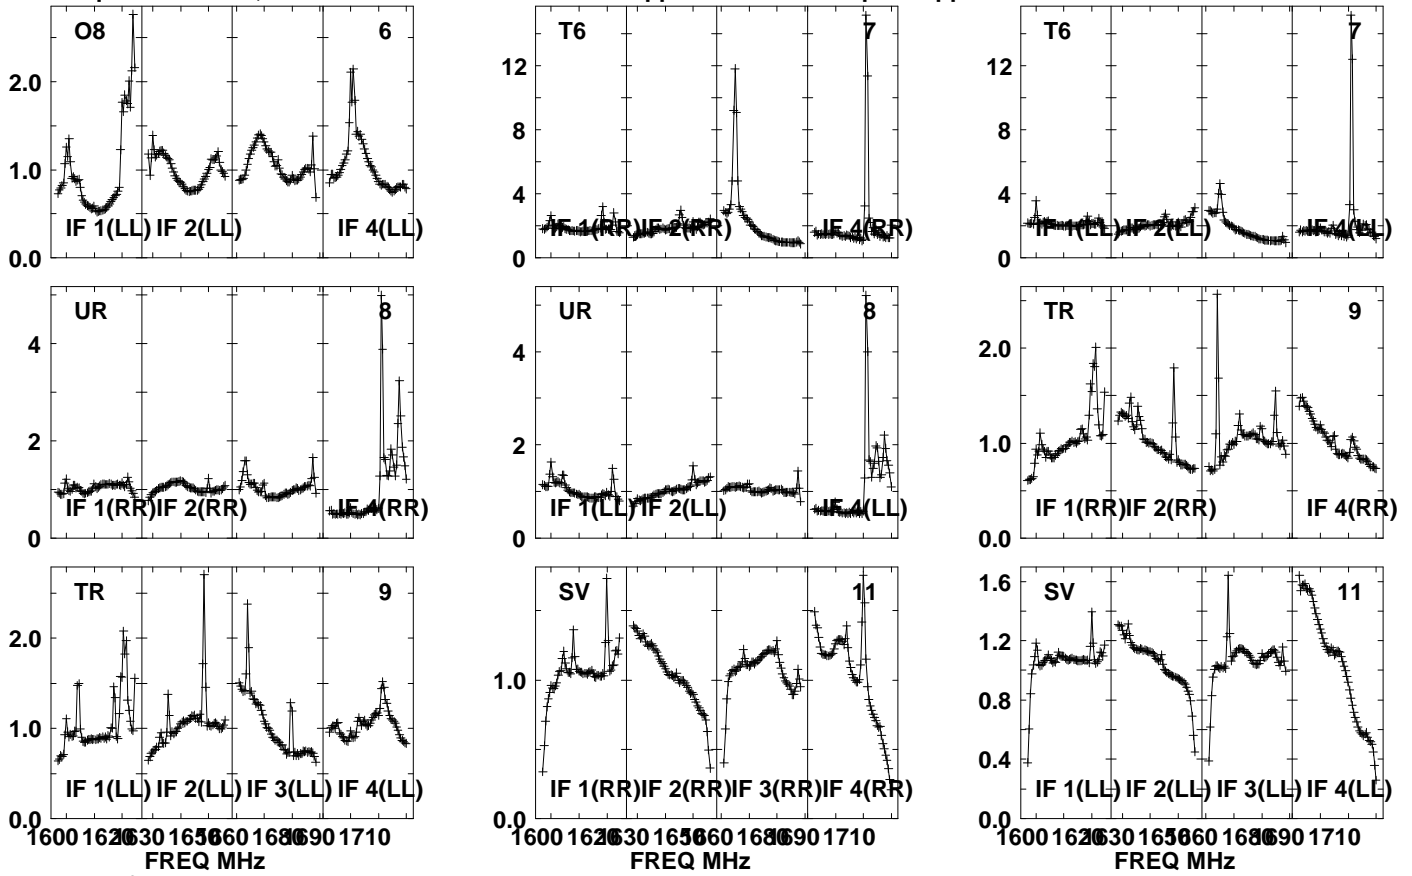 O8 6 T6 7 T6 7
2.0 12 12
8 8
1.0 4 4
IF 1(LL) IF 2(LL) IF 4(LL) IF 1(RR) IF 2(RR) IF 4(RR) IF 1(LL) IF 2(LL) IF 4(LL)
0.0 0 0
UR 8 UR 8 TR 9
4 4 2.0
2 2 1.0
IF 1(RR) IF 2(RR) IF 4(RR) IF 1(LL) IF 2(LL) IF 4(LL) IF 1(RR) IF 2(RR) IF 4(RR)
0 0 0.0
TR 9 SV 11 SV 11
1.6
2.0 1.2
1.0 1.0 0.8
0.4
IF 1(LL) IF 2(LL) IF 3(LL) IF 4(LL) IF 1(RR) IF 2(RR) IF 3(RR) IF 4(RR) IF 1(LL) IF 2(LL) IF 3(LL) IF 4(LL)
0.0 0.0 0.0
1600 1620 1630 1650 1660 1680 1690 1710 1600 1620 1630 1650 1660 1680 1690 1710 1600 1620 1630 1650 1660 1680 1690 1710
FREQ MHz FREQ MHz FREQ MHz